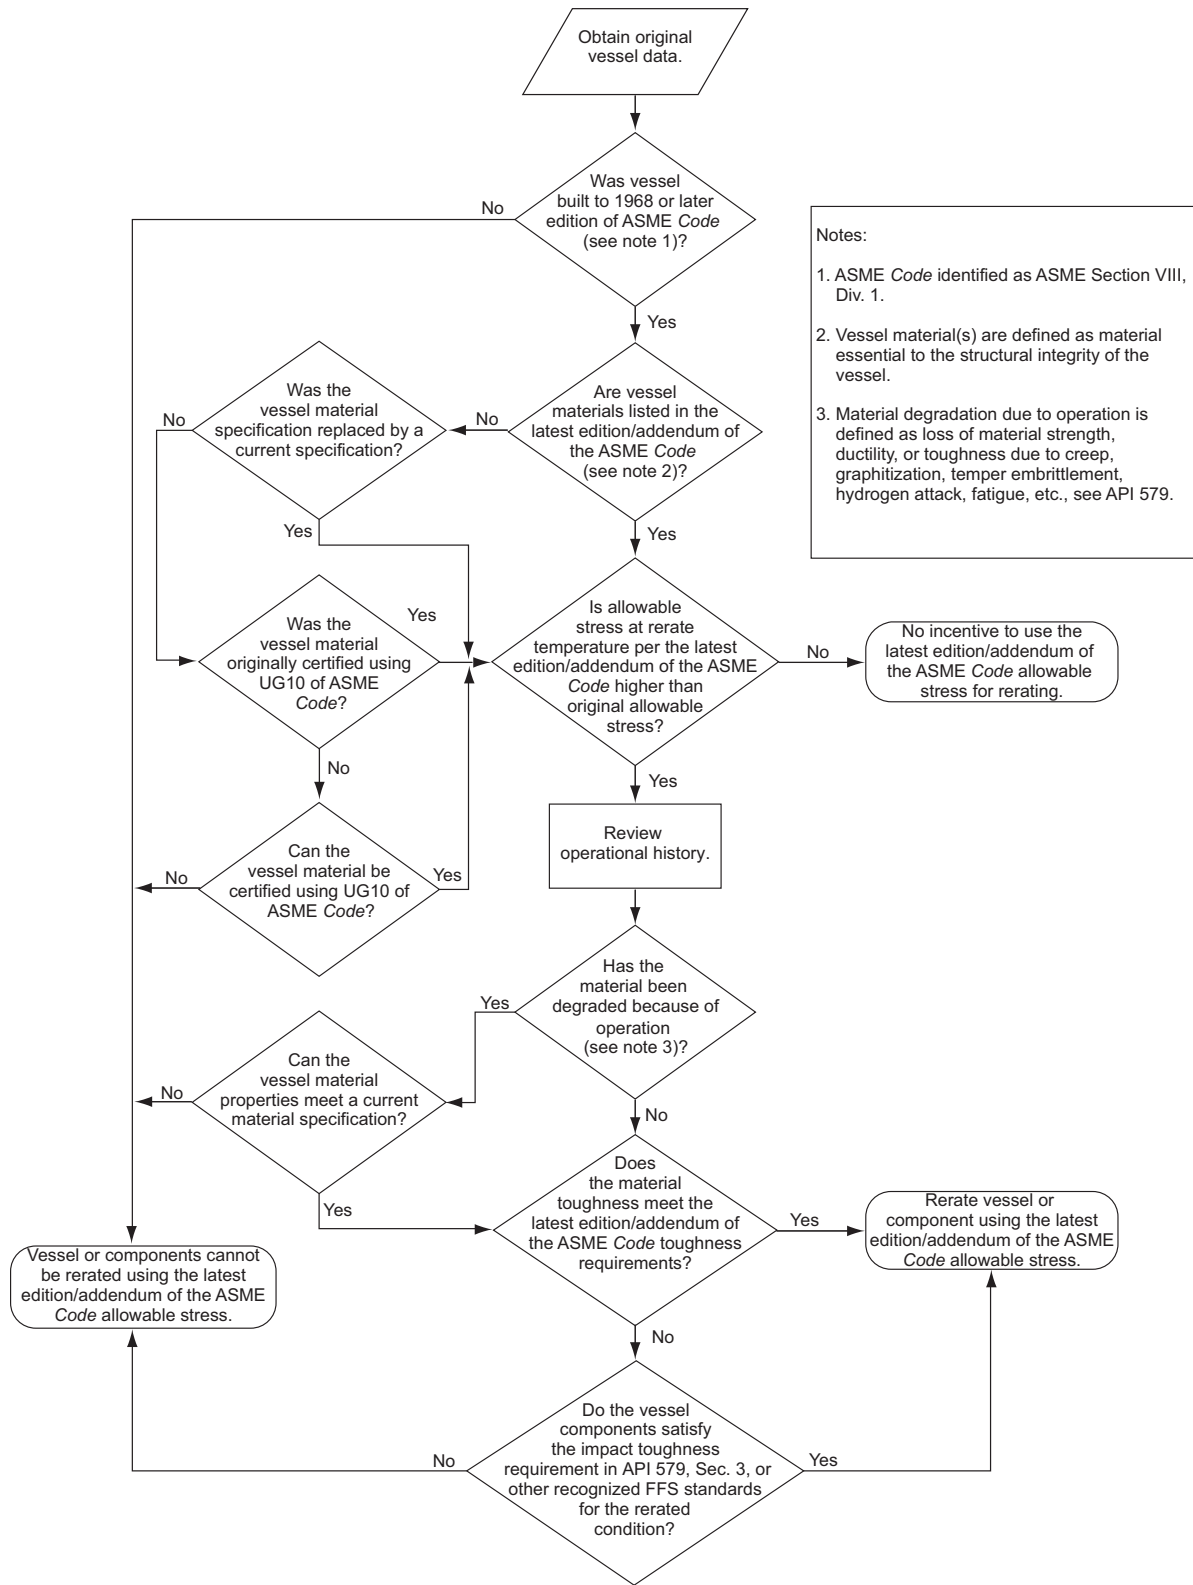 Obtain original
vessel data.
Was vessel
built to 1968 or later
edition of ASME Code
(see note 1)?
No
Yes
Notes:
1. ASME Code identified as ASME Section VIII,
Div. 1.
2. Vessel material(s) are defined as material
essential to the structural integrity of the
vessel.
3. Material degradation due to operation is
defined as loss of material strength,
ductility, or toughness due to creep,
graphitization, temper embrittlement,
hydrogen attack, fatigue, etc., see API 579.
Are vessel
materials listed in the
latest edition/addendum of
the ASME Code
(see note 2)?
No
Yes
Was the
vessel material
specification replaced by a
current specification?
No
Yes
Was the
vessel material
originally certified using
UG10 of ASME
Code?
Yes
No
Is allowable
stress at rerate
temperature per the latest
edition/addendum of the ASME
Code higher than
original allowable
stress?
No
Yes
No incentive to use the
latest edition/addendum of
the ASME Code allowable
stress for rerating.
Can the
vessel material be
certified using UG10 of
ASME Code?
No
Yes
Review
operational history.
Has the
material been
degraded because of
operation
(see note 3)?
Yes
No
Can the
vessel material
properties meet a current
material specification?
No
Yes
Does
the material
toughness meet the
latest edition/addendum of
the ASME Code toughness
requirements?
Yes
No
Rerate vessel or
component using the latest
edition/addendum of the ASME
Code allowable stress.
Vessel or components cannot
be rerated using the latest
edition/addendum of the ASME
Code allowable stress.
Do the vessel
components satisfy
the impact toughness
requirement in API 579, Sec. 3, or
other recognized FFS standards
for the rerated
condition?
No
Yes